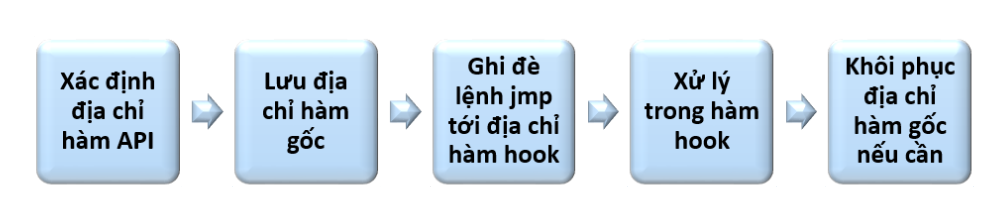 Xác định
địa chỉ
hàm API
Lưu địa
chỉ hàm
gốc
Ghi đè
lệnh jmp
tới địa chỉ
hàm hook
Xử lý
trong hàm
hook
Khôi phục
địa chỉ
hàm gốc
nếu cần